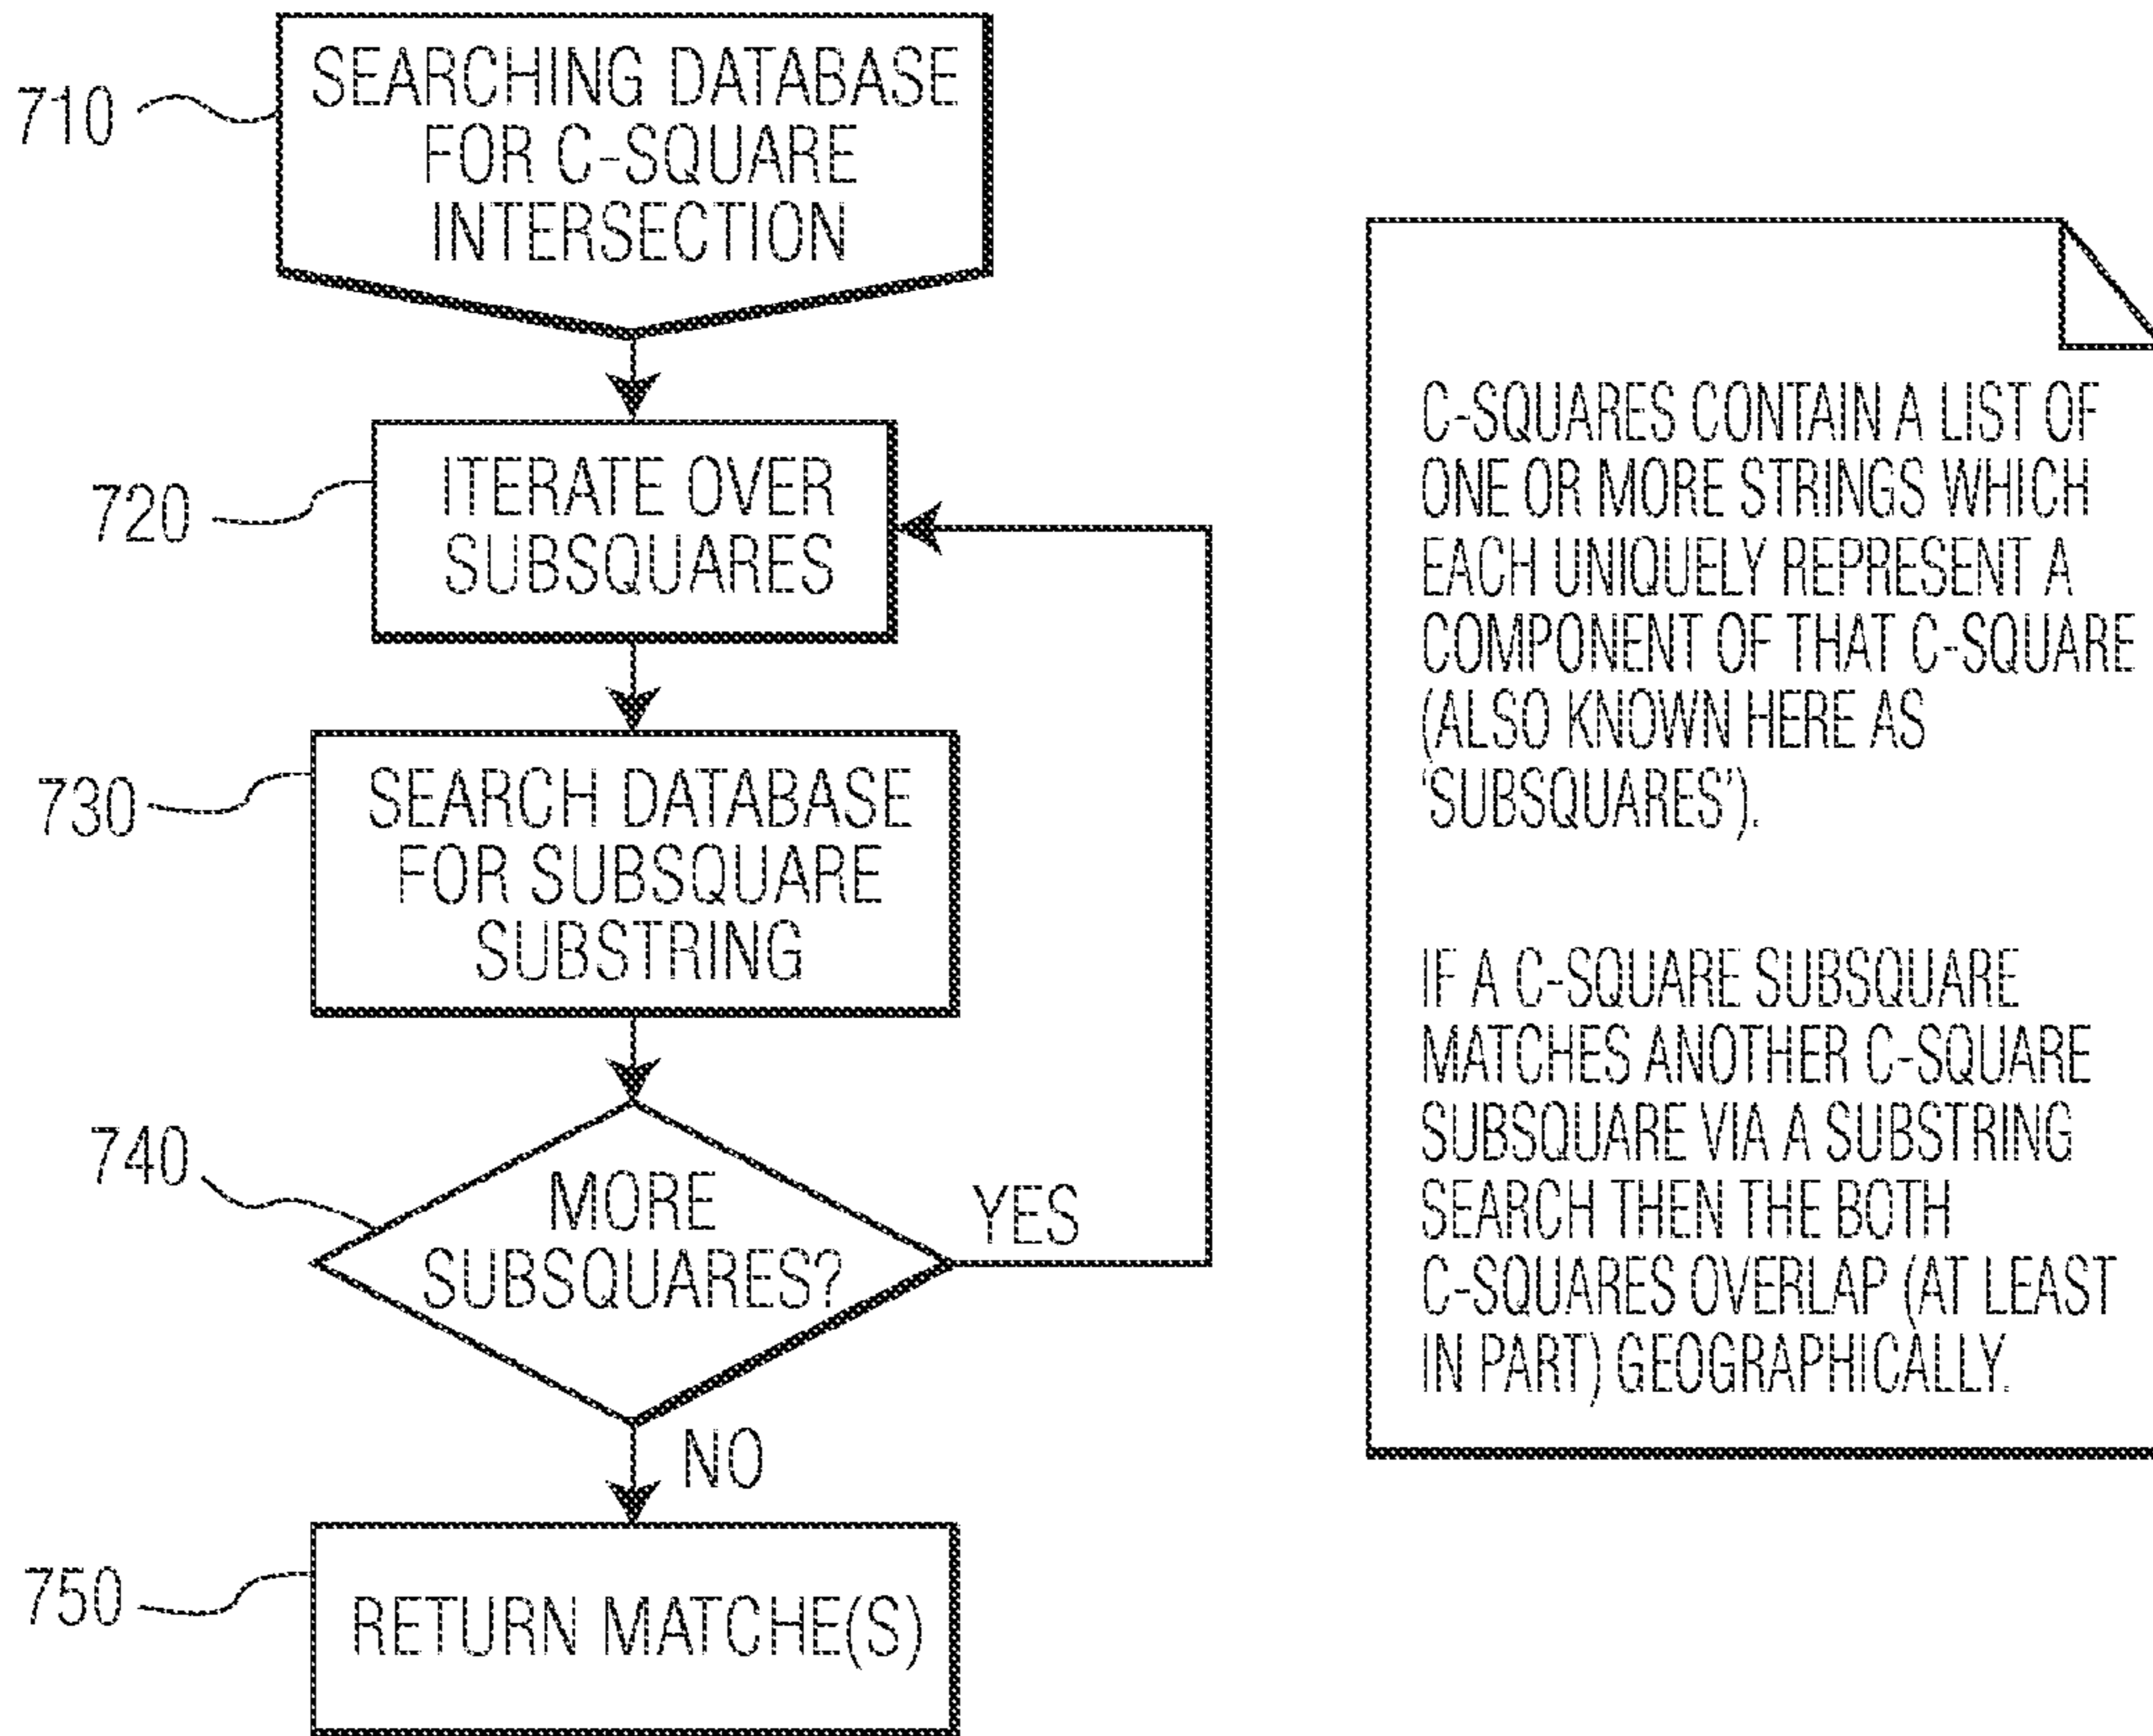 710
SEARCHING DATABASE
FOR C-SQUARE
INTERSECTION
720
ITERATE OVER
SUBSQUARES
730
SEARCH DATABASE
FOR SUBSQUARE
SUBSTRING
740
MORE
SUBSQUARES?
YES
NO
750
RETURN MATCHE(S)
C-SQUARES CONTAIN A LIST OF
ONE OR MORE STRINGS WHICH
EACH UNIQUELY REPRESENT A
COMPONENT OF THAT C-SQUARE
(ALSO KNOWN HERE AS
'SUBSQUARES').
IF A C-SQUARE SUBSQUARE
MATCHES ANOTHER C-SQUARE
SUBSQUARE VIA A SUBSTRING
SEARCH THEN THE BOTH
C-SQUARES OVERLAP (AT LEAST
IN PART) GEOGRAPHICALLY.